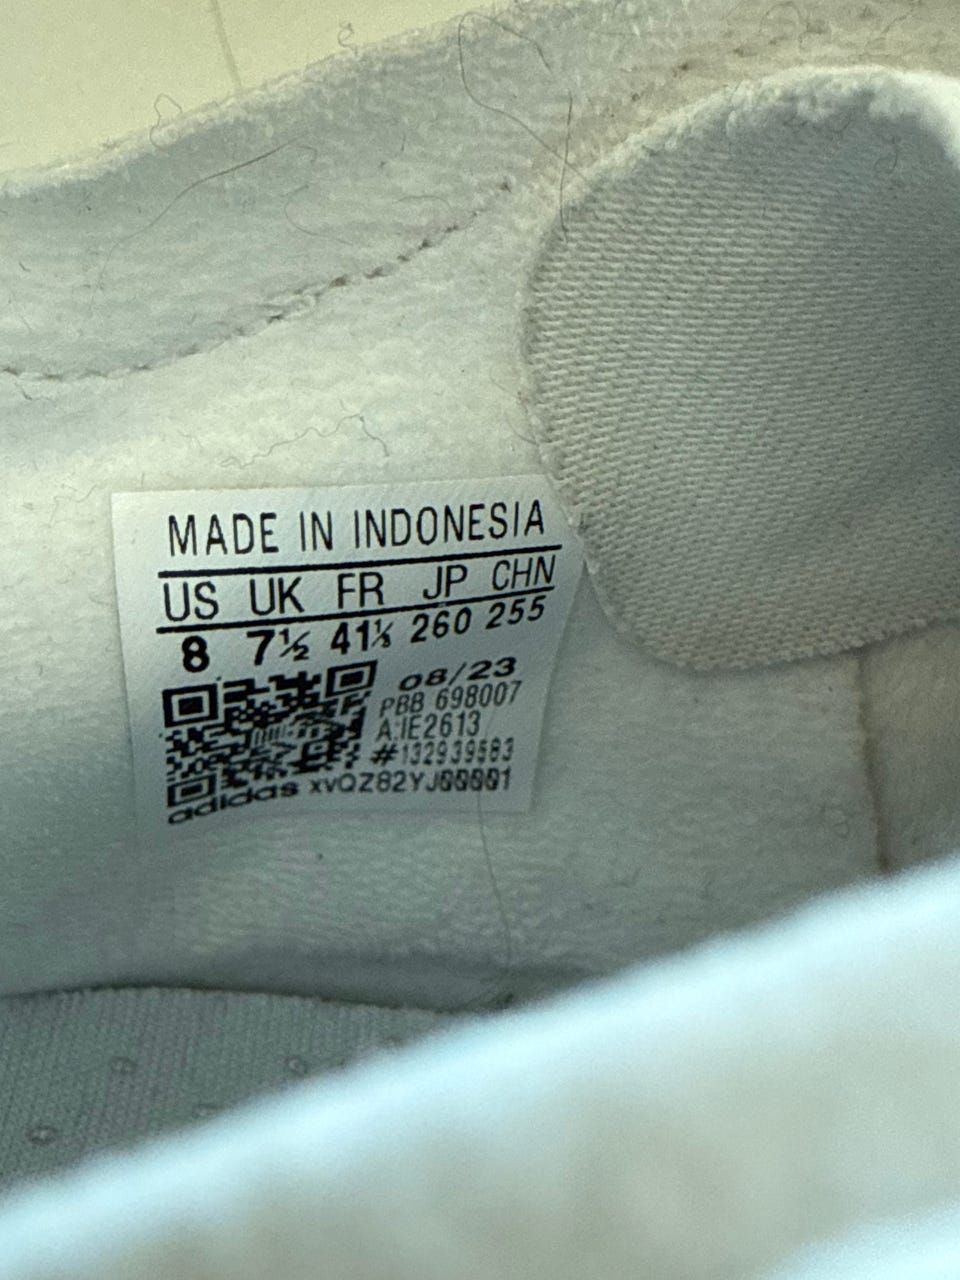 MADE IN INDONESIA
US UK FR JP CHN
8 7½ 41⅓ 260 255
08/23
PBB 698007
A:IE2613
#132939583
adidas xvQZ82YJ00001